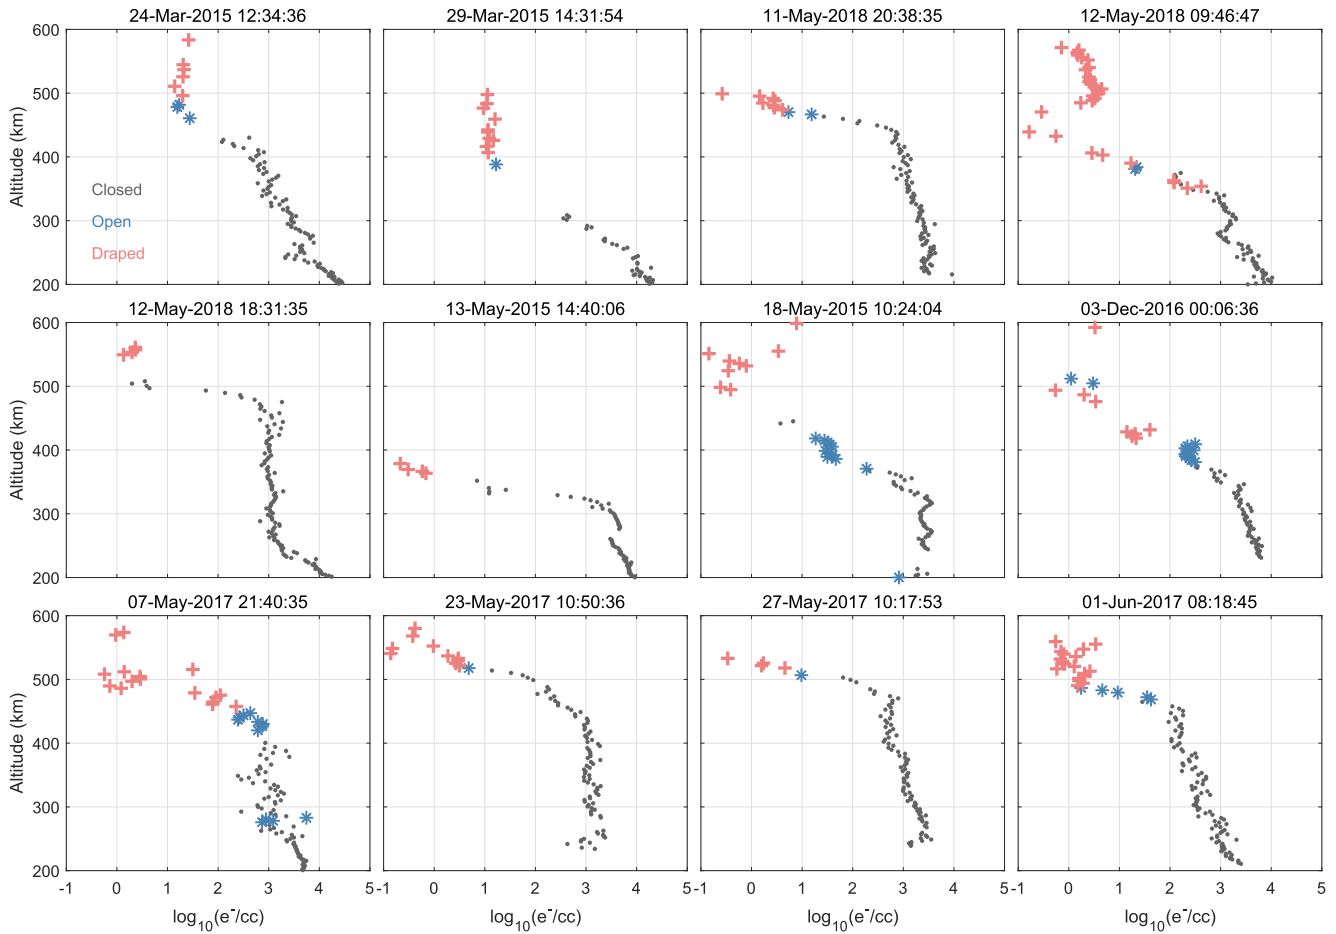 24-Mar-2015 12:34:36
29-Mar-2015 14:31:54
11-May-2018 20:38:35
12-May-2018 09:46:47
600
500
400
300
200
Altitude (km)
Closed
Open
Draped
12-May-2018 18:31:35
13-May-2015 14:40:06
18-May-2015 10:24:04
03-Dec-2016 00:06:36
600
500
400
300
200
Altitude (km)
07-May-2017 21:40:35
23-May-2017 10:50:36
27-May-2017 10:17:53
01-Jun-2017 08:18:45
600
500
400
300
200
Altitude (km)
-1 0 1 2 3 4 5
-1 0 1 2 3 4 5
-1 0 1 2 3 4 5
-1 0 1 2 3 4 5
log10(e-/cc)
log10(e-/cc)
log10(e-/cc)
log10(e-/cc)